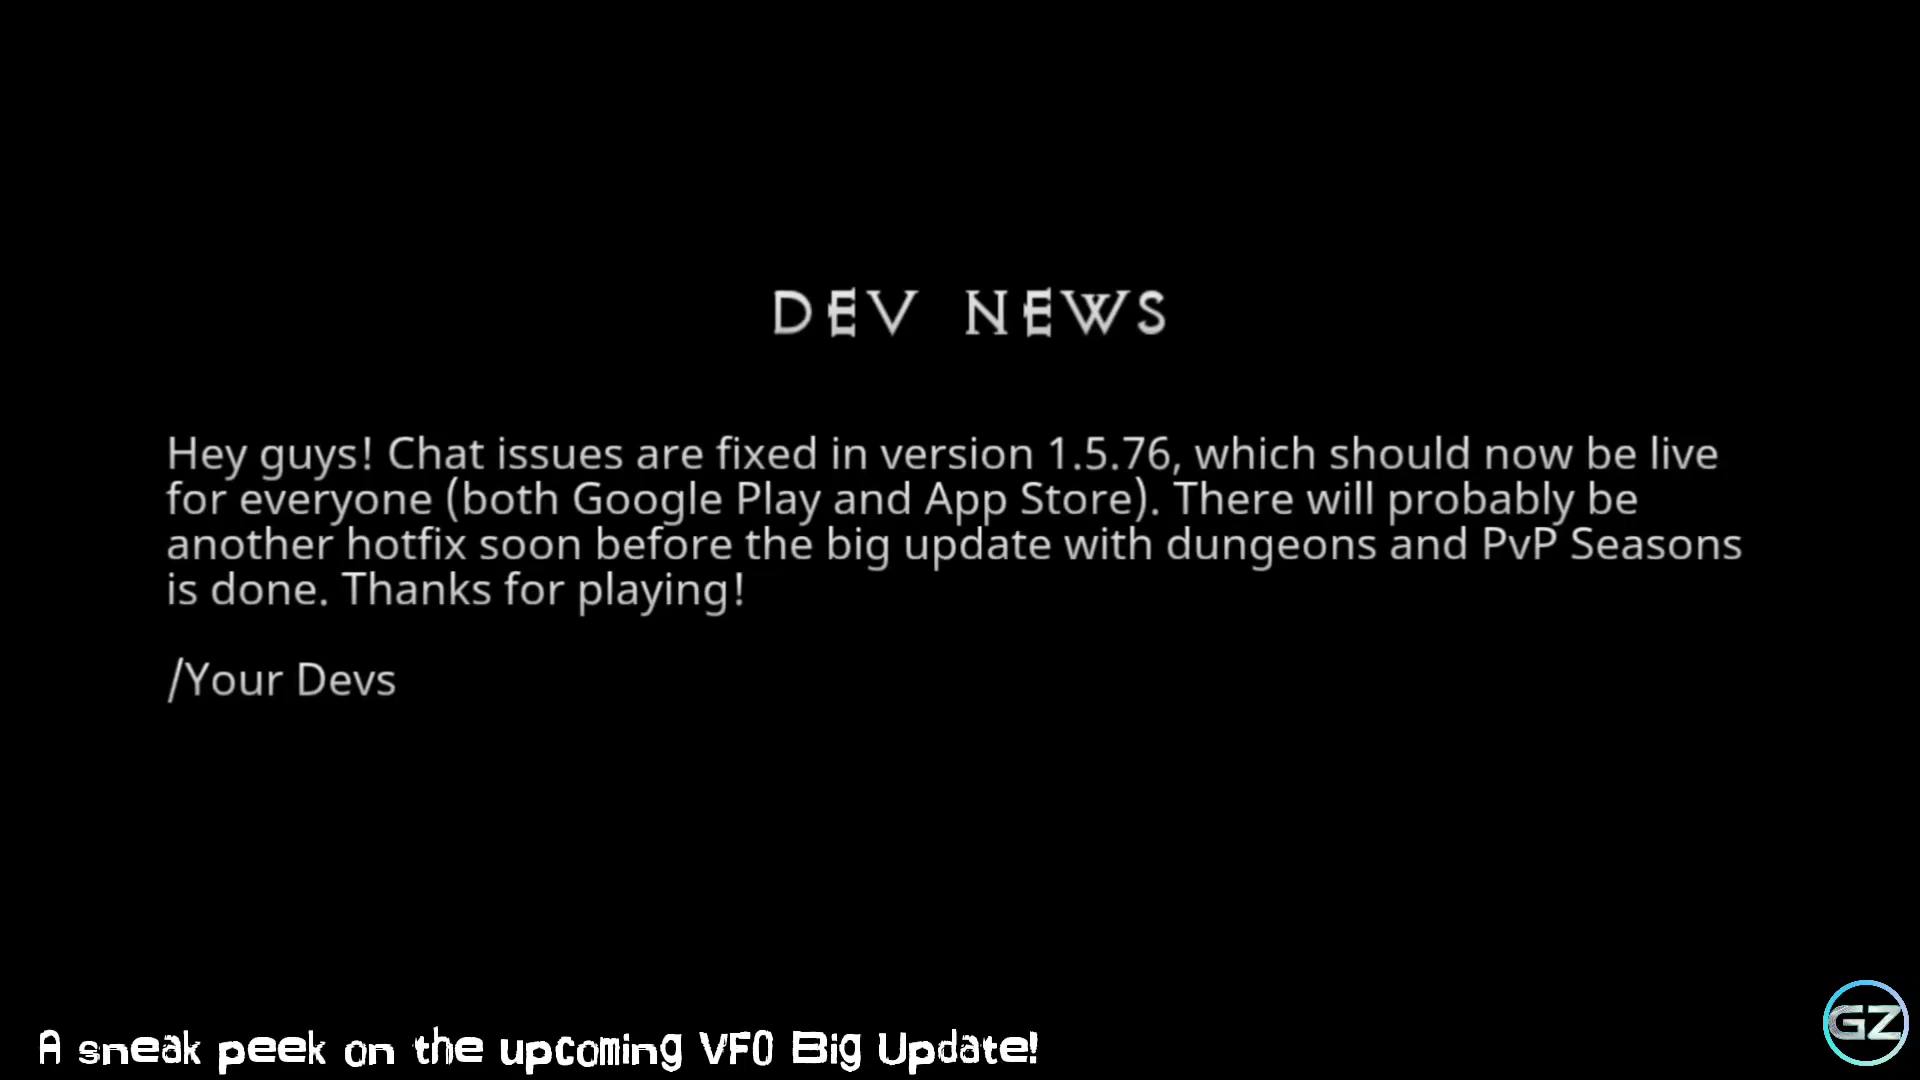 DEV NEWS
Hey guys! Chat issues are fixed in version 1.5.76, which should now be live
for everyone (both Google Play and App Store). There will probably be
another hotfix soon before the big update with dungeons and PvP Seasons
is done. Thanks for playing!
/Your Devs
A sneak peek on the upcoming VFO Big Update!
GZ